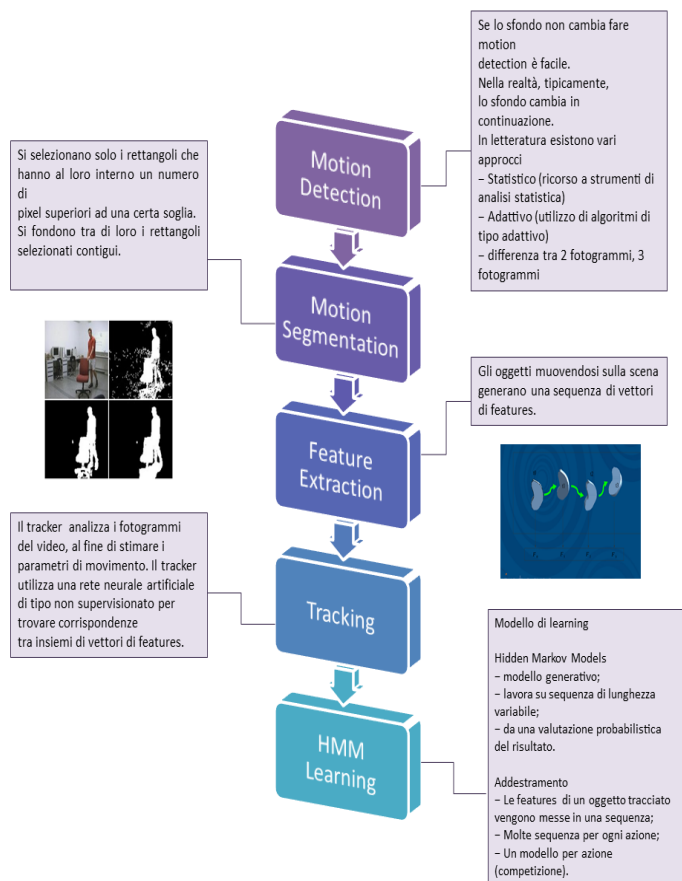 Se lo sfondo non cambia fare
motion
detection è facile.
Nella realtà, tipicamente,
lo sfondo cambia in
continuazione.
In letteratura esistono vari
approcci
– Statistico (ricorso a strumenti di
analisi statistica)
– Adattivo (utilizzo di algoritmi di
tipo adattivo)
– differenza tra 2 fotogrammi, 3
fotogrammi
Motion
Detection
Si selezionano solo i rettangoli che
hanno al loro interno un numero
di
pixel superiori ad una certa soglia.
Si fondono tra di loro i rettangoli
selezionati contigui.
Motion
Segmentation
Gli oggetti muovendosi sulla scena
generano una sequenza di vettori
di features.
Feature
Extraction
Il tracker analizza i fotogrammi
del video, al fine di stimare i
parametri di movimento. Il tracker
utilizza una rete neurale artificiale
di tipo non supervisionato per
trovare corrispondenze
tra insiemi di vettori di features.
Tracking
Modello di learning
Hidden Markov Models
– modello generativo;
– lavora su sequenza di lunghezza
variabile;
– da una valutazione probabilistica
del risultato.
Addestramento
– Le features di un oggetto tracciato
vengono messe in una sequenza;
– Molte sequenza per ogni azione;
– Un modello per azione
(competizione).
HMM
Learning